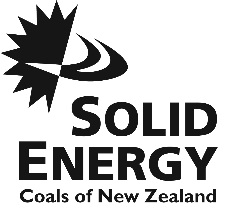 SOLID
ENERGY
Coals of New Zealand